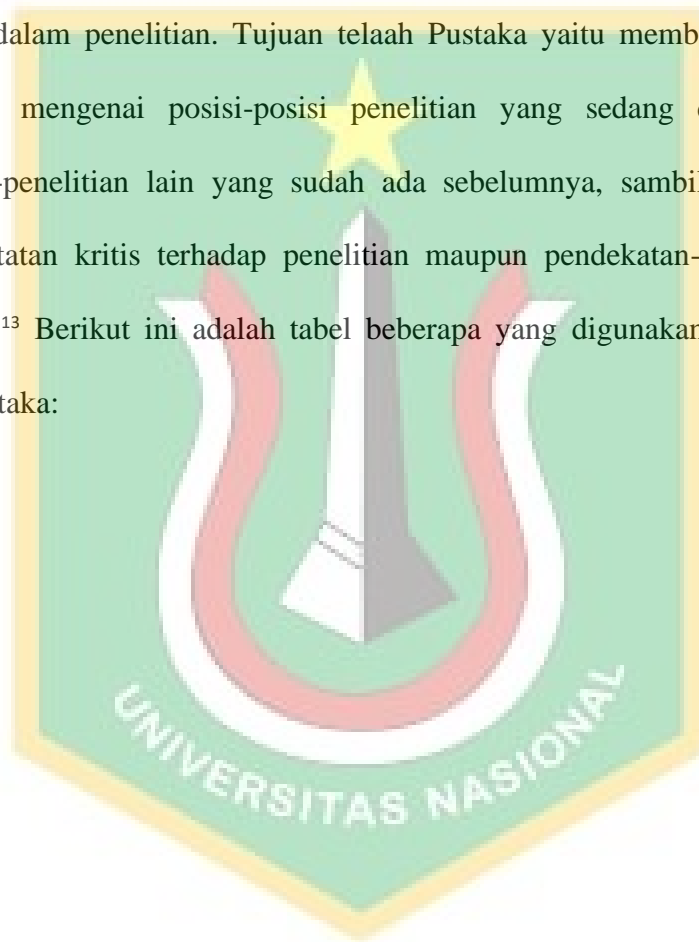 dalam penelitian. Tujuan telaah Pustaka yaitu memb
mengenai posisi-posisi penelitian yang sedang
-penelitian lain yang sudah ada sebelumnya, sambil
tatan kritis terhadap penelitian maupun pendekatan-
13 Berikut ini adalah tabel beberapa yang digunakan
taka:
UNIVERSITAS NASIONAL